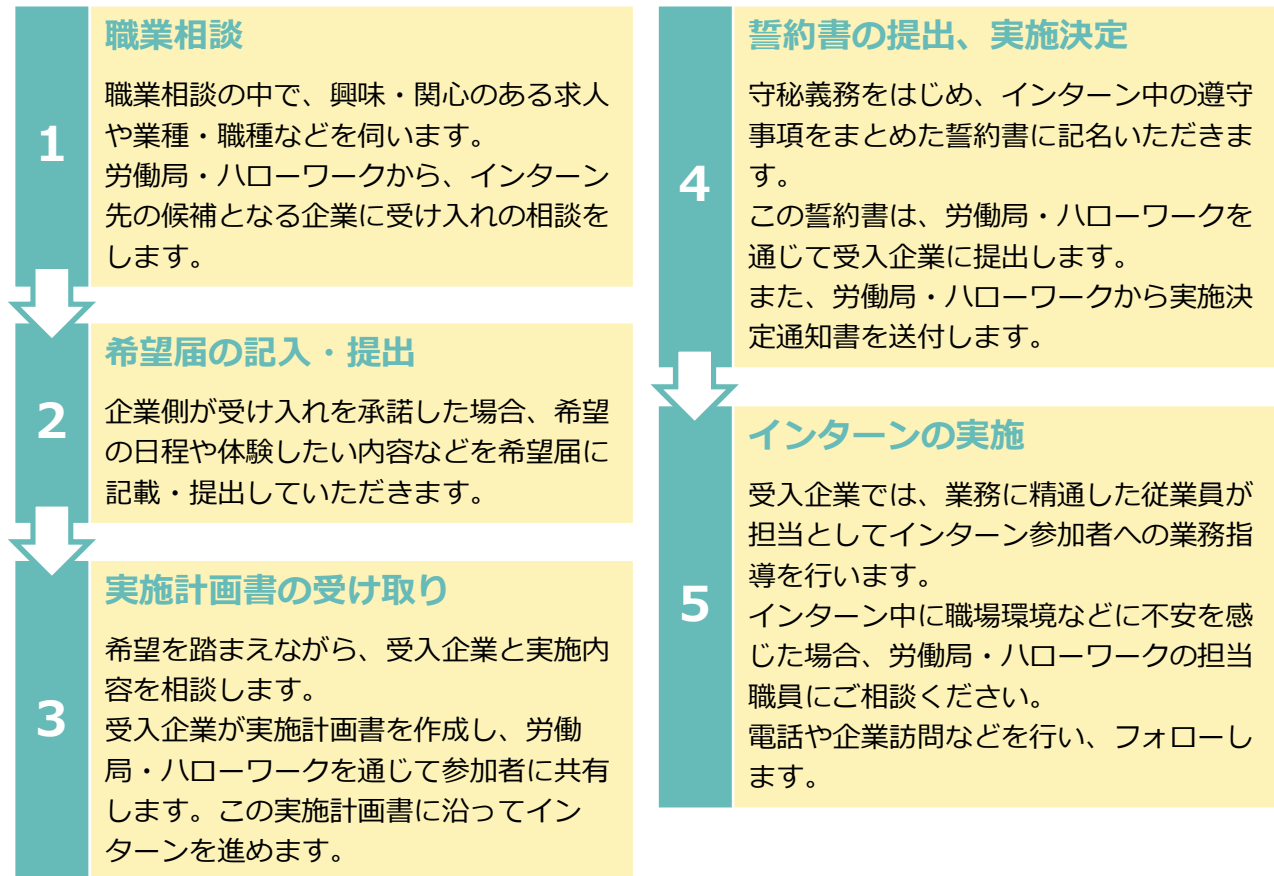 1
職業相談
職業相談の中で、興味・関心のある求人
や業種・職種などを伺います。
労働局・ハローワークから、インターン
先の候補となる企業に受け入れの相談を
します。
2
希望届の記入・提出
企業側が受け入れを承諾した場合、希望
の日程や体験したい内容などを希望届に
記載・提出していただきます。
3
実施計画書の受け取り
希望を踏まえながら、受入企業と実施内
容を相談します。
受入企業が実施計画書を作成し、労働
局・ハローワークを通じて参加者に共有
します。この実施計画書に沿ってイン
ターンを進めます。
4
誓約書の提出、実施決定
守秘義務をはじめ、インターン中の遵守
事項をまとめた誓約書に記名いただきま
す。
この誓約書は、労働局・ハローワークを
通じて受入企業に提出します。
また、労働局・ハローワークから実施決
定通知書を送付します。
5
インターンの実施
受入企業では、業務に精通した従業員が
担当としてインターン参加者への業務指
導を行います。
インターン中に職場環境などに不安を感
じた場合、労働局・ハローワークの担当
職員にご相談ください。
電話や企業訪問などを行い、フォローし
ます。